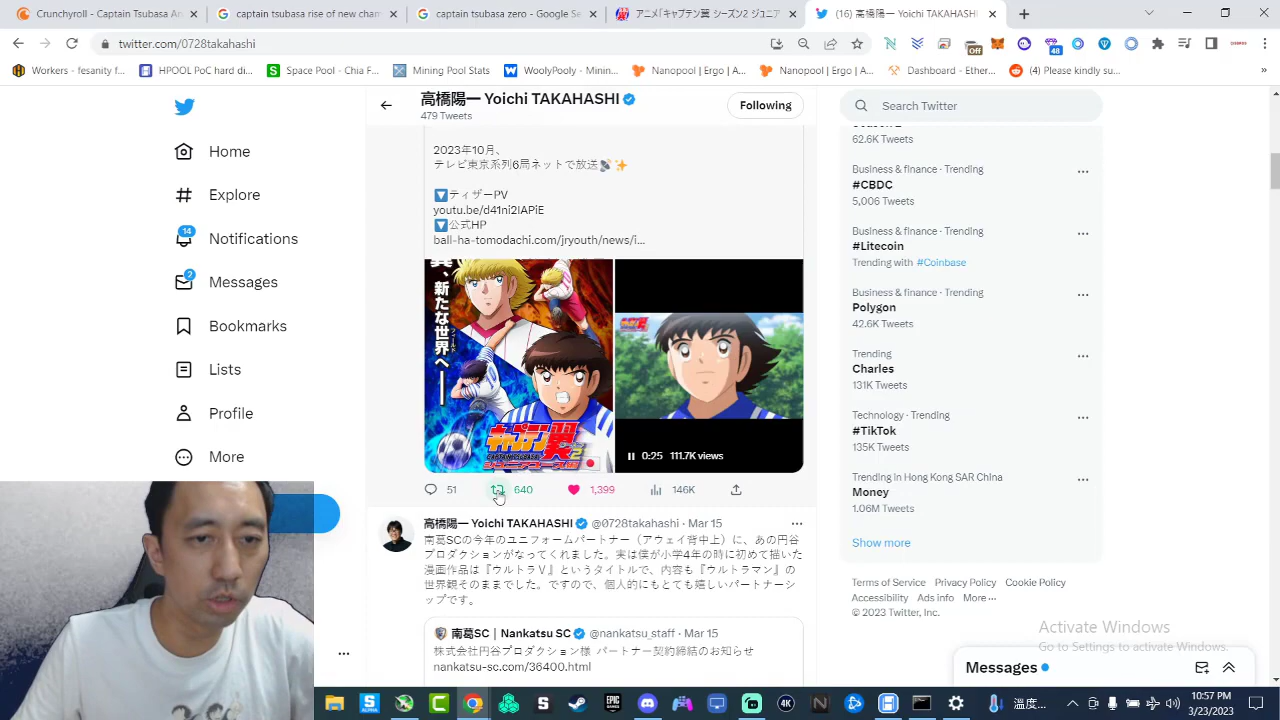 Crunchyroll - Captain Tsubasa Ar
captain tsubasa rise of new cham
captain tsubasa zero - Google Se
アニメ「キャプテン翼 シーズン2 ジュニア
(16) 高橋陽一 Yoichi TAKAHASHI
twitter.com/0728takahashi
Off
48
Workers - fesanity f...
HPOOL PoC hard di...
Space Pool - Chia F...
Mining Pool Stats
WoolyPooly - Minin...
Nanopool | Ergo | A...
Nanopool | Ergo | A...
Dashboard - Ether...
(4) Please kindly su...
»
高橋陽一 Yoichi TAKAHASHI
479 Tweets
Following
Search Twitter
Home
Explore
14
Notifications
2
Messages
Bookmarks
Lists
Profile
More
2023年10月、
テレビ東京系列6局ネットで放送
ティザーPV
youtu.be/d41ni2IAPiE
公式HP
ball-ha-tomodachi.com/jryouth/news/i...
新たな世界へ──
フィールド
キャプテン翼
0:25 111.7K views
51
640
1,399
146K
高橋陽一 Yoichi TAKAHASHI @0728takahashi · Mar 15
南葛SCの今年のユニフォームパートナー（アウェイ背中上）に、あの円谷
プロダクションがなってくれました。実は僕が小学4年の時に初めて描いた
漫画作品は『ウルトラＶ』というタイトルで、内容も『ウルトラマン』の
世界観そのままでした。ですので、個人的にもとても嬉しいパートナーシ
ップです。
南葛SC｜Nankatsu SC @nankatsu_staff · Mar 15
株式会社円谷プロダクション様 パートナー契約締結のお知らせ
nankatsu-sc.com/36400.html
62.6K Tweets
Business & finance · Trending
#CBDC
5,006 Tweets
Business & finance · Trending
#Litecoin
Trending with #Coinbase
Business & finance · Trending
Polygon
42.6K Tweets
Trending
Charles
131K Tweets
Technology · Trending
#TikTok
135K Tweets
Trending in Hong Kong SAR China
Money
1.06M Tweets
Show more
Terms of Service Privacy Policy Cookie Policy
Accessibility Ads info More ···
© 2023 Twitter, Inc.
Activate Windows
Go to Settings to activate Windows.
Messages
10:57 PM
3/23/2023